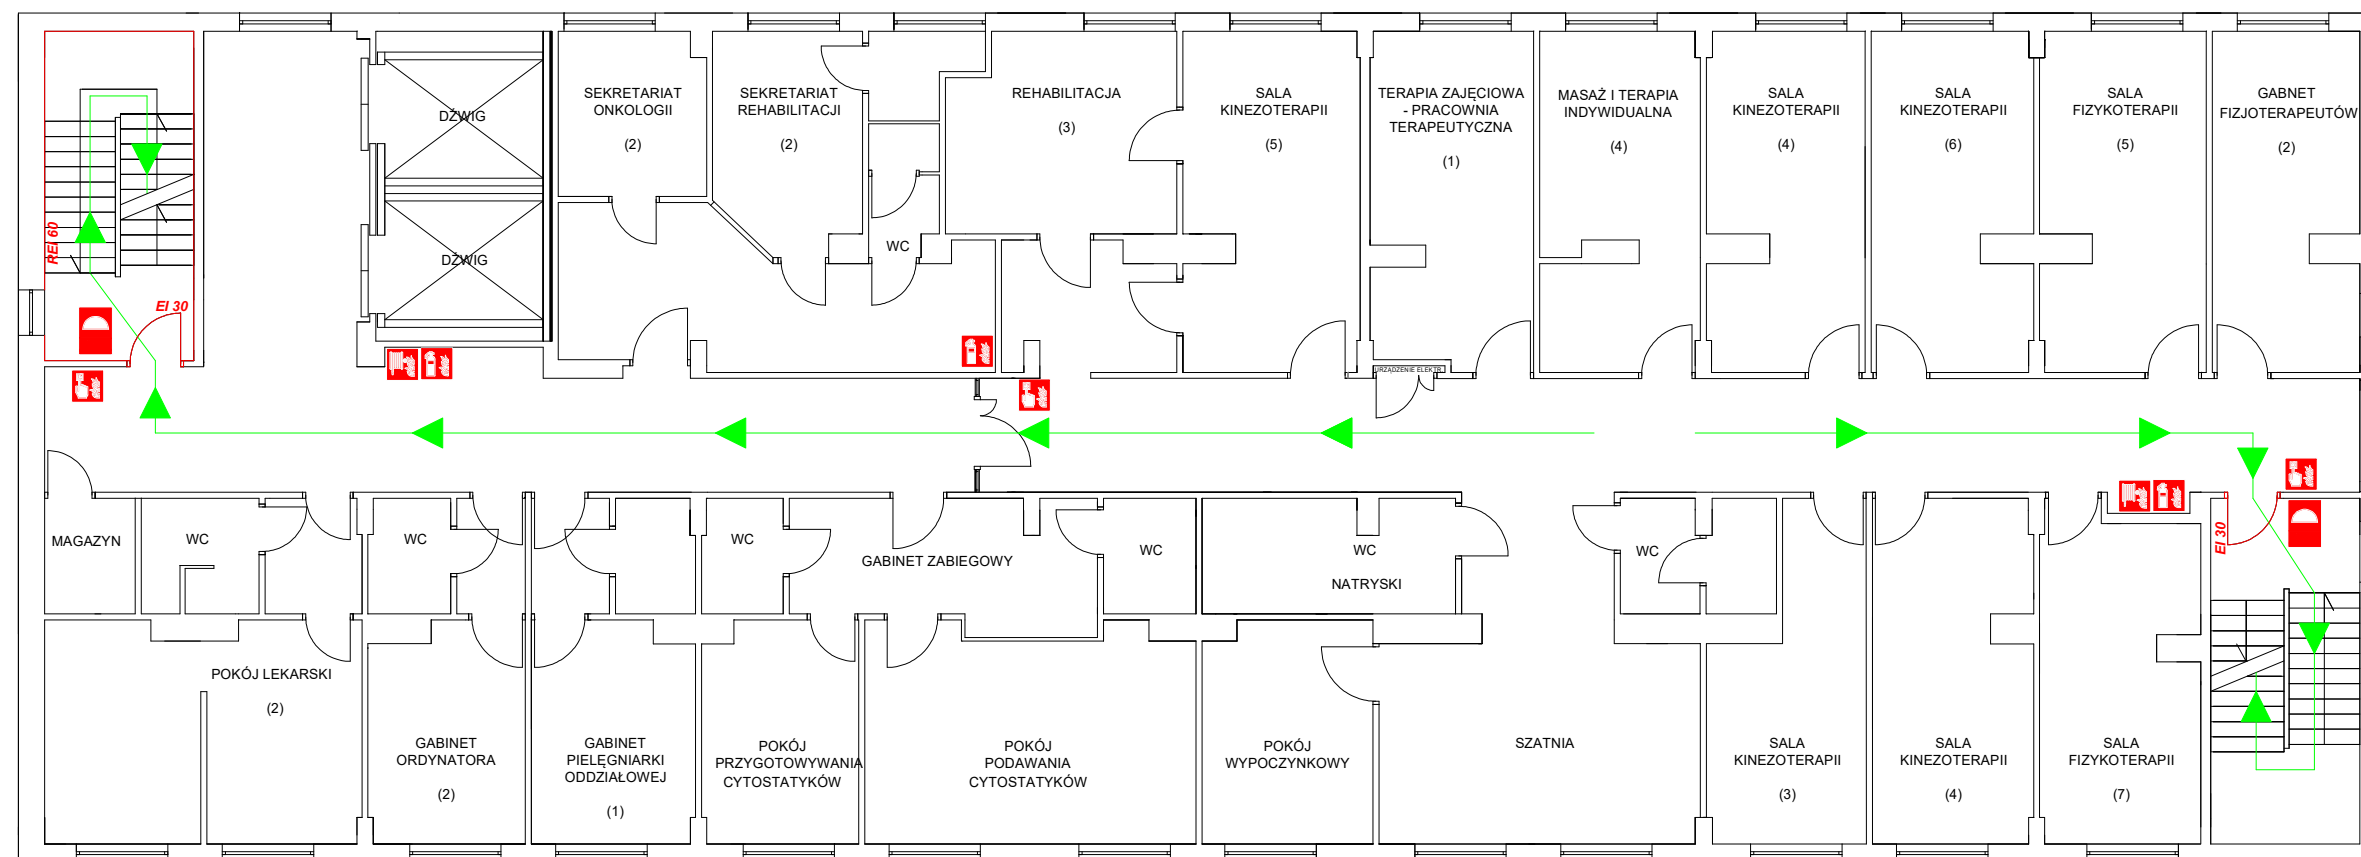 DŹWIG
DŹWIG
SEKRETARIAT
ONKOLOGII
(2)
SEKRETARIAT
REHABILITACJI
(2)
WC
REHABILITACJA
(3)
SALA
KINEZOTERAPII
(5)
TERAPIA ZAJĘCIOWA
- PRACOWNIA
TERAPEUTYCZNA
(1)
MASAŻ I TERAPIA
INDYWIDUALNA
(4)
SALA
KINEZOTERAPII
(4)
SALA
KINEZOTERAPII
(6)
SALA
FIZYKOTERAPII
(5)
GABNET
FIZJOTERAPEUTÓW
(2)
REI 60
EI 30
URZĄDZENIE ELEKTR.
MAGAZYN
WC
WC
WC
GABINET ZABIEGOWY
WC
WC
NATRYSKI
WC
EI 30
POKÓJ LEKARSKI
(2)
GABINET
ORDYNATORA
(2)
GABINET
PIELĘGNIARKI
ODDZIAŁOWEJ
(1)
POKÓJ
PRZYGOTOWYWANIA
CYTOSTATYKÓW
POKÓJ
PODAWANIA
CYTOSTATYKÓW
POKÓJ
WYPOCZYNKOWY
SZATNIA
SALA
KINEZOTERAPII
(3)
SALA
KINEZOTERAPII
(4)
SALA
FIZYKOTERAPII
(7)